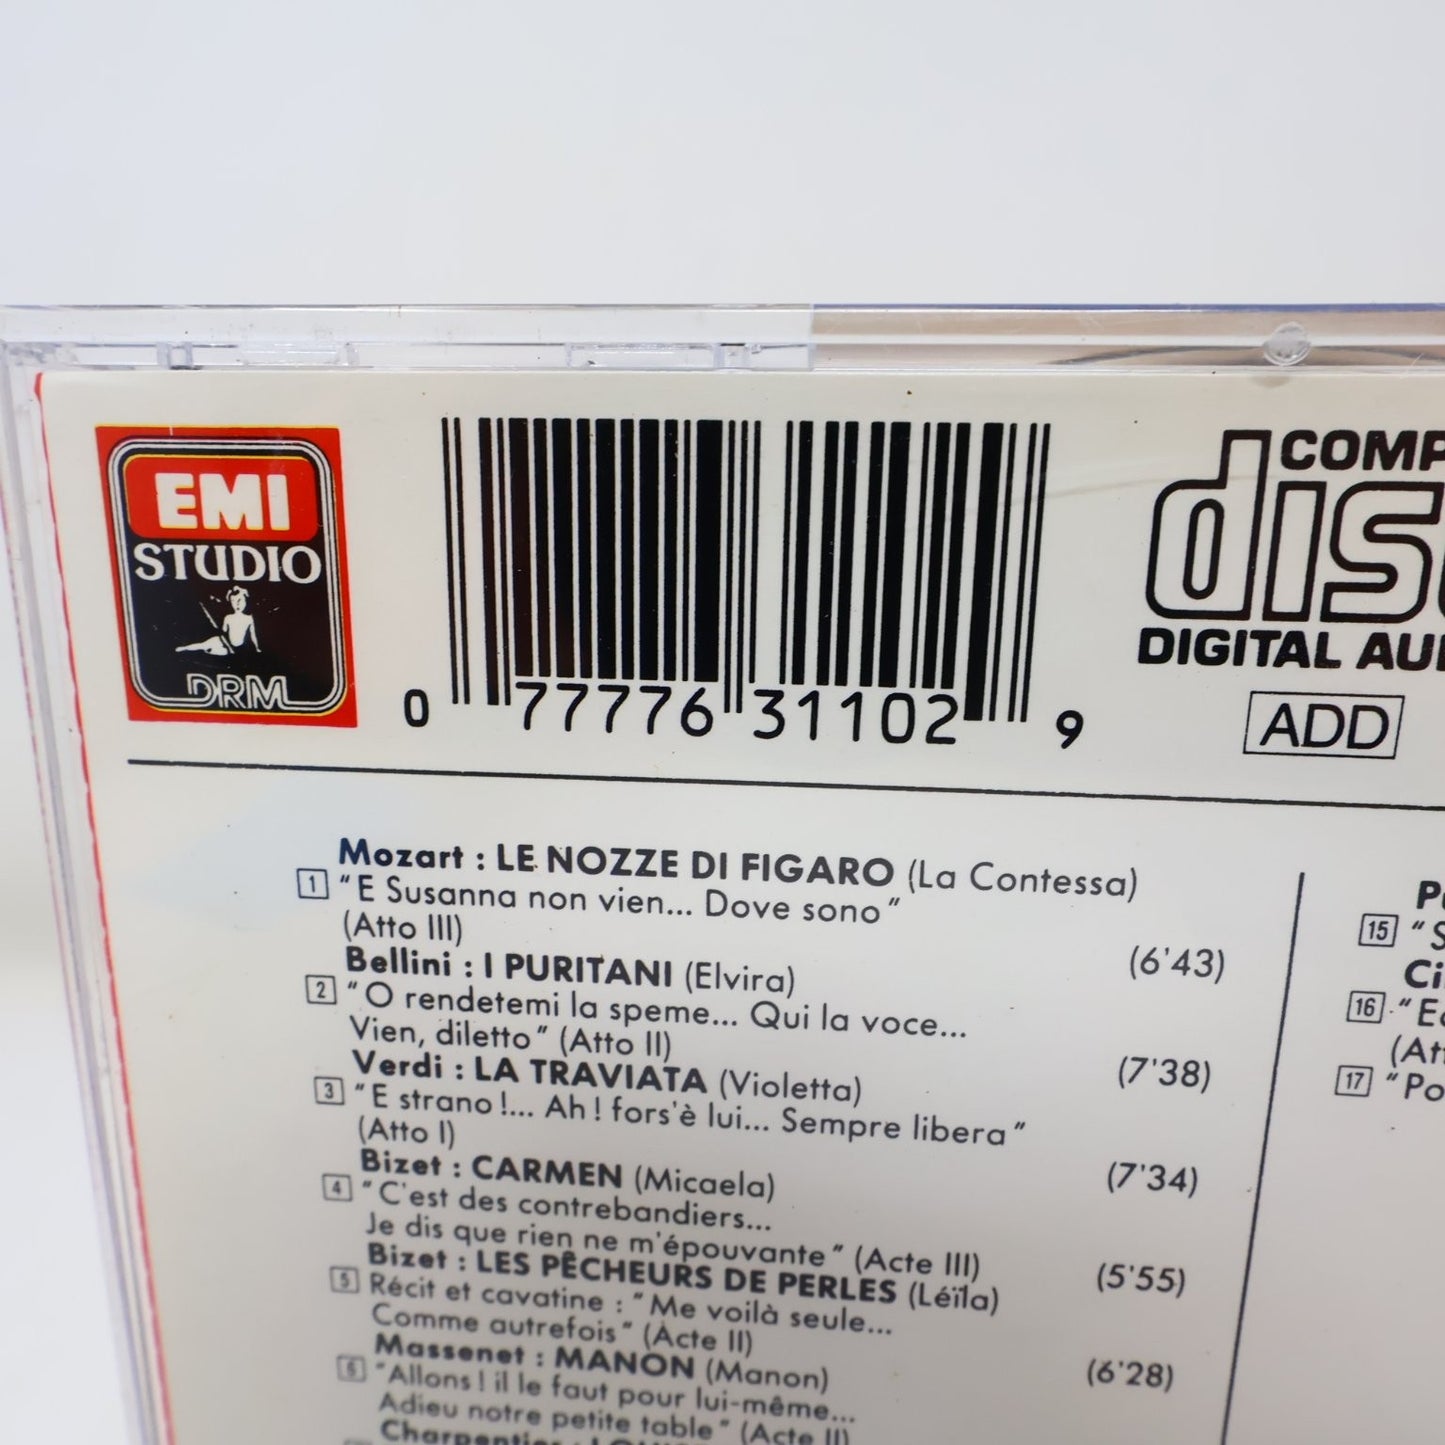 EMI
STUDIO
DRM
0 77776 31102 9
COMP
disc
DIGITAL AU
ADD
Mozart : LE NOZZE DI FIGARO (La Contessa)
1 "E Susanna non vien... Dove sono"
(Atto III) (6'43)
Bellini : I PURITANI (Elvira)
2 "O rendetemi la speme... Qui la voce...
Vien, diletto" (Atto II) (7'38)
Verdi : LA TRAVIATA (Violetta)
3 "E strano !... Ah ! fors'è lui... Sempre libera"
(Atto I) (7'34)
Bizet : CARMEN (Micaela)
4 "C'est des contrebandiers...
Je dis que rien ne m'épouvante" (Acte III) (5'55)
Bizet : LES PÊCHEURS DE PERLES (Léïla)
5 Récit et cavatine : "Me voilà seule...
Comme autrefois" (Acte II) (6'28)
Massenet : MANON (Manon)
6 "Allons ! il le faut pour lui-même...
Adieu notre petite table" (Acte II)
Charpentier :
15 "S
16 "E
(At
17 "Po